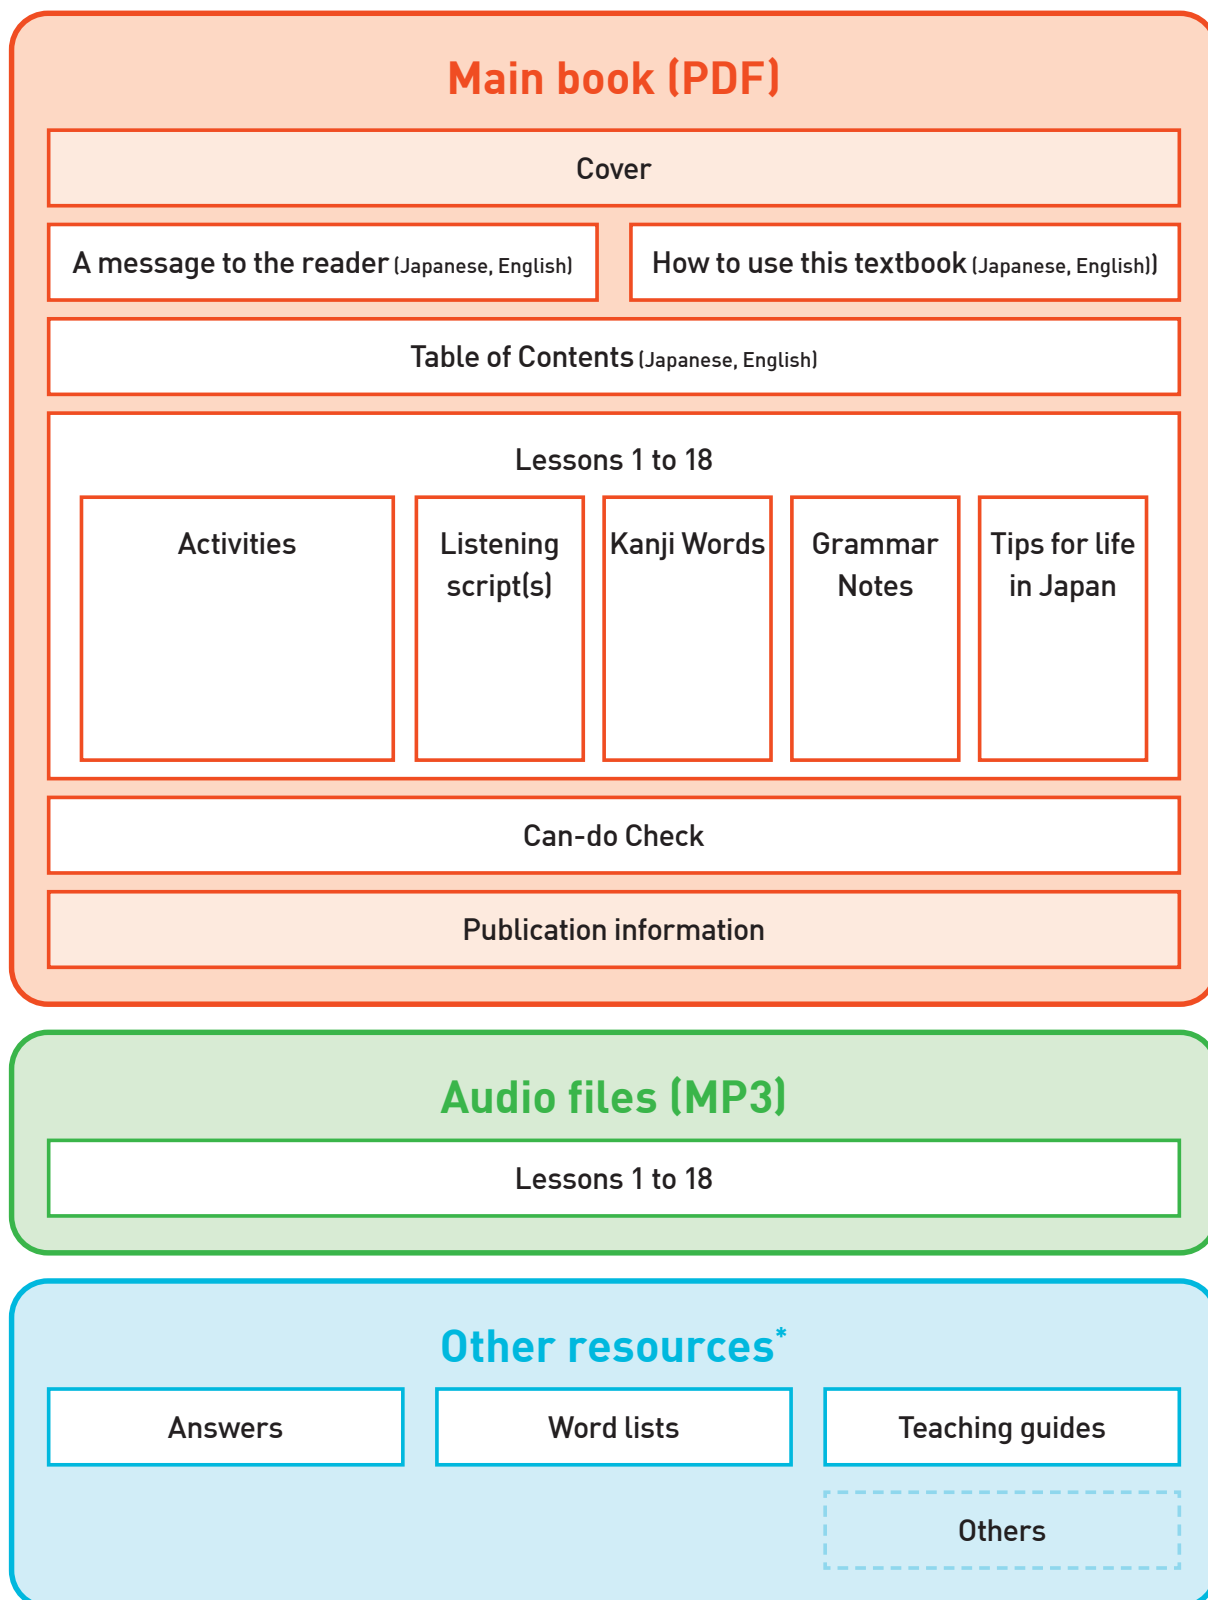 Main book (PDF)
Cover
A message to the reader (Japanese, English)
How to use this textbook (Japanese, English))
Table of Contents (Japanese, English)
Lessons 1 to 18
Activities
Listening
script(s)
Kanji Words
Grammar
Notes
Tips for life
in Japan
Can-do Check
Publication information
Audio files (MP3)
Lessons 1 to 18
Other resources*
Answers
Word lists
Teaching guides
Others